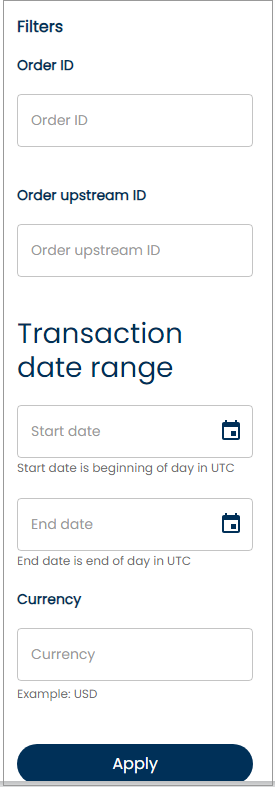 Filters
Order ID
Order ID
Order upstream ID
Order upstream ID
Transaction
date range
Start date
Start date is beginning of day in UTC
End date
End date is end of day in UTC
Currency
Currency
Example: USD
Apply